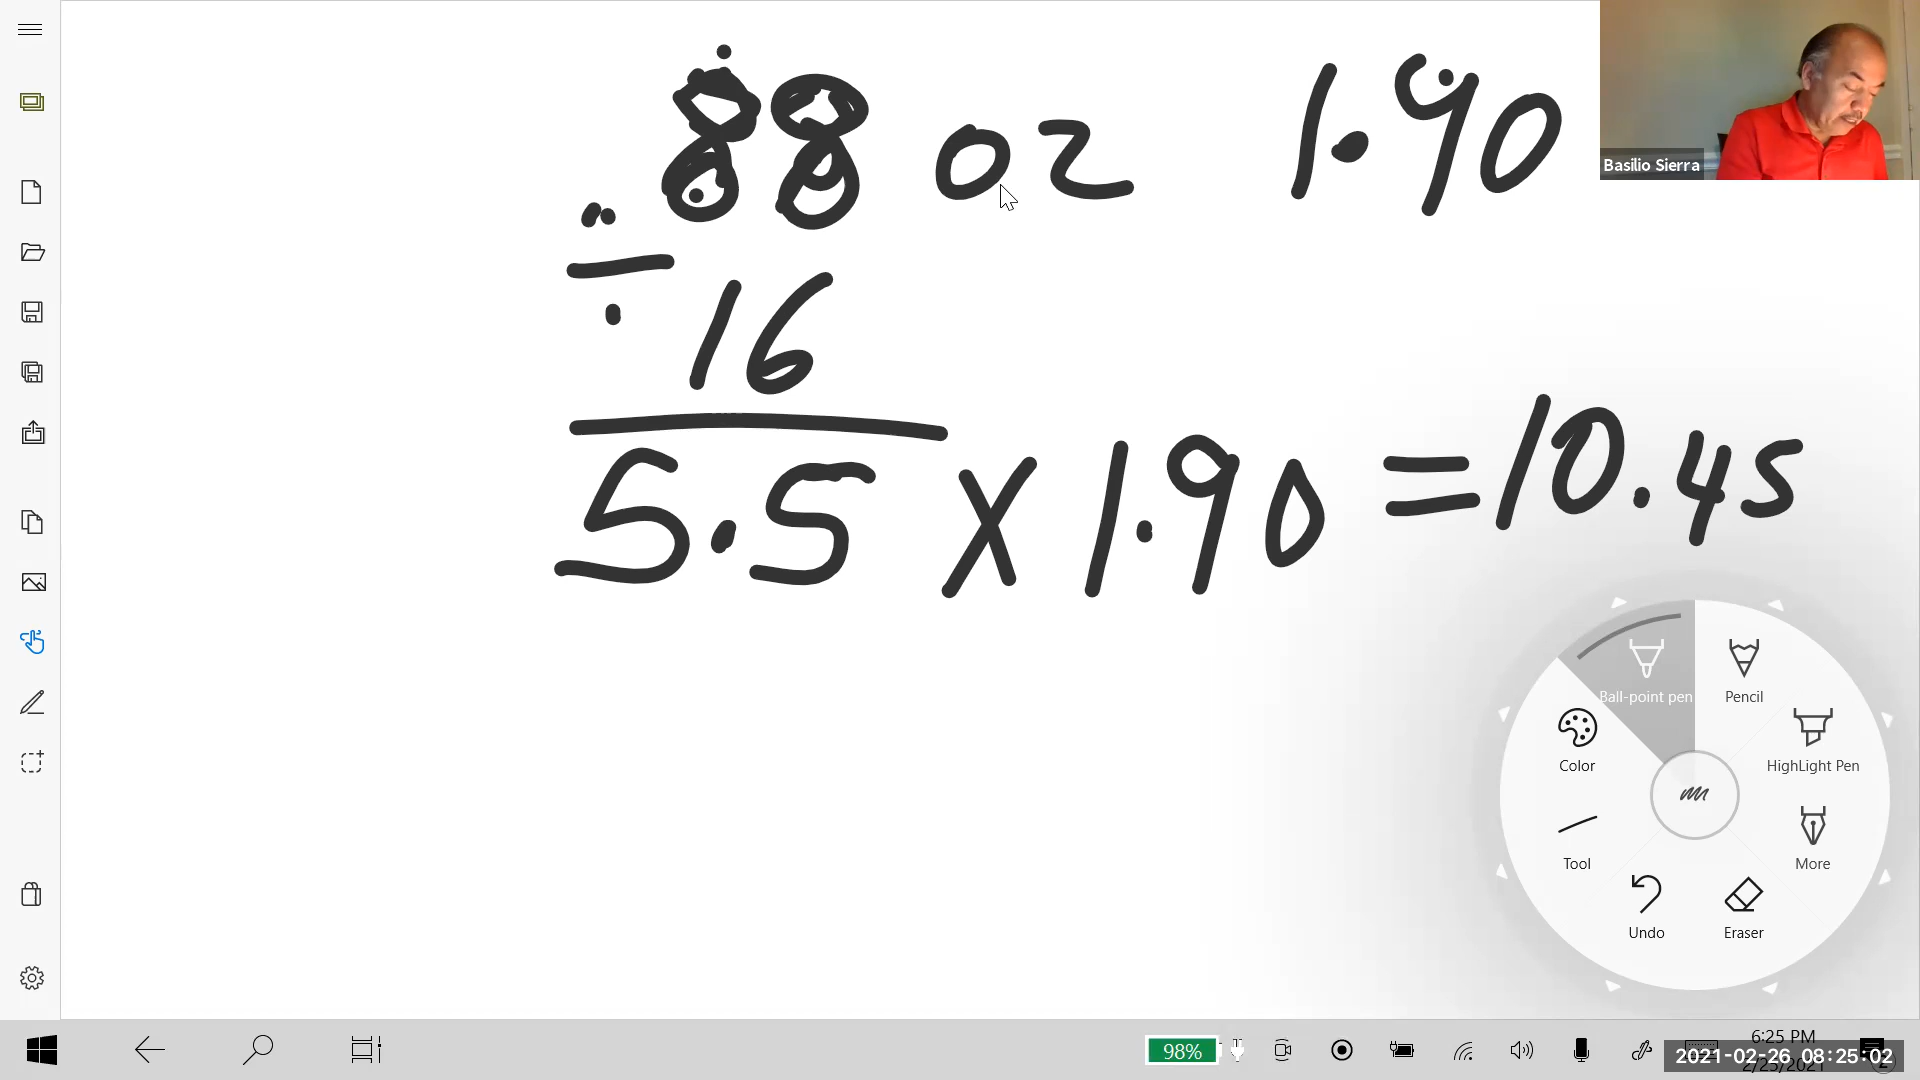 88 oz 1.90
Basilio Sierra
÷ 16
5.5 X 1.90 = 10.45
Ball-point pen
Pencil
Color
HighLight Pen
Tool
More
Undo
Eraser
98%
6:25 PM
2021-02-26 08:25:02